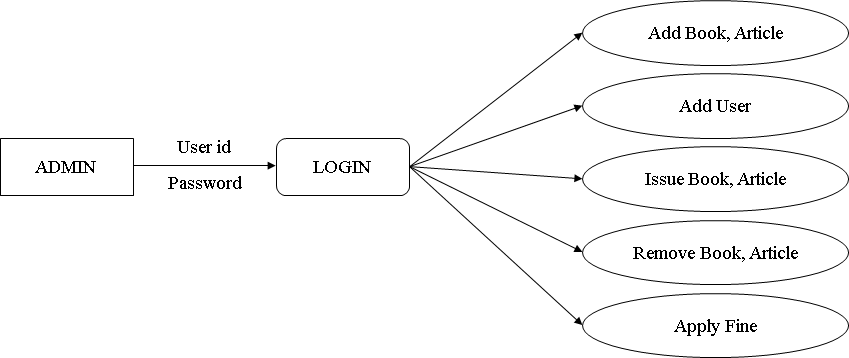 ADMIN
User id
Password
LOGIN
Add Book, Article
Add User
Issue Book, Article
Remove Book, Article
Apply Fine